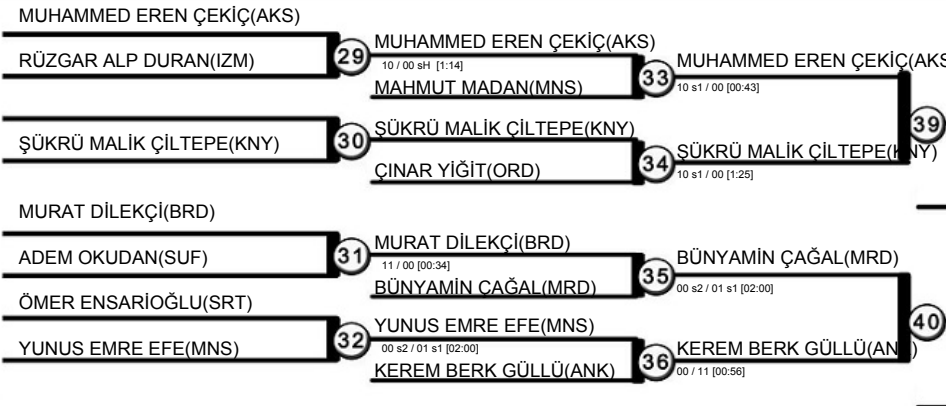 MUHAMMED EREN ÇEKİÇ(AKS)
RÜZGAR ALP DURAN(IZM)
29
MUHAMMED EREN ÇEKİÇ(AKS)
10 / 00 sH [1:14]
MAHMUT MADAN(MNS)
33
MUHAMMED EREN ÇEKİÇ(AKS
10 s1 / 00 [00:43]
39
ŞÜKRÜ MALİK ÇİLTEPE(KNY)
30
ŞÜKRÜ MALİK ÇİLTEPE(KNY)
ÇINAR YİĞİT(ORD)
34
ŞÜKRÜ MALİK ÇİLTEPE(KNY)
10 s1 / 00 [1:25]
MURAT DİLEKÇİ(BRD)
ADEM OKUDAN(SUF)
31
MURAT DİLEKÇİ(BRD)
11 / 00 [00:34]
BÜNYAMİN ÇAĞAL(MRD)
35
BÜNYAMİN ÇAĞAL(MRD)
00 s2 / 01 s1 [02:00]
40
ÖMER ENSARİOĞLU(SRT)
YUNUS EMRE EFE(MNS)
32
YUNUS EMRE EFE(MNS)
00 s2 / 01 s1 [02:00]
KEREM BERK GÜLLÜ(ANK)
36
KEREM BERK GÜLLÜ(ANK)
00 / 11 [00:56]